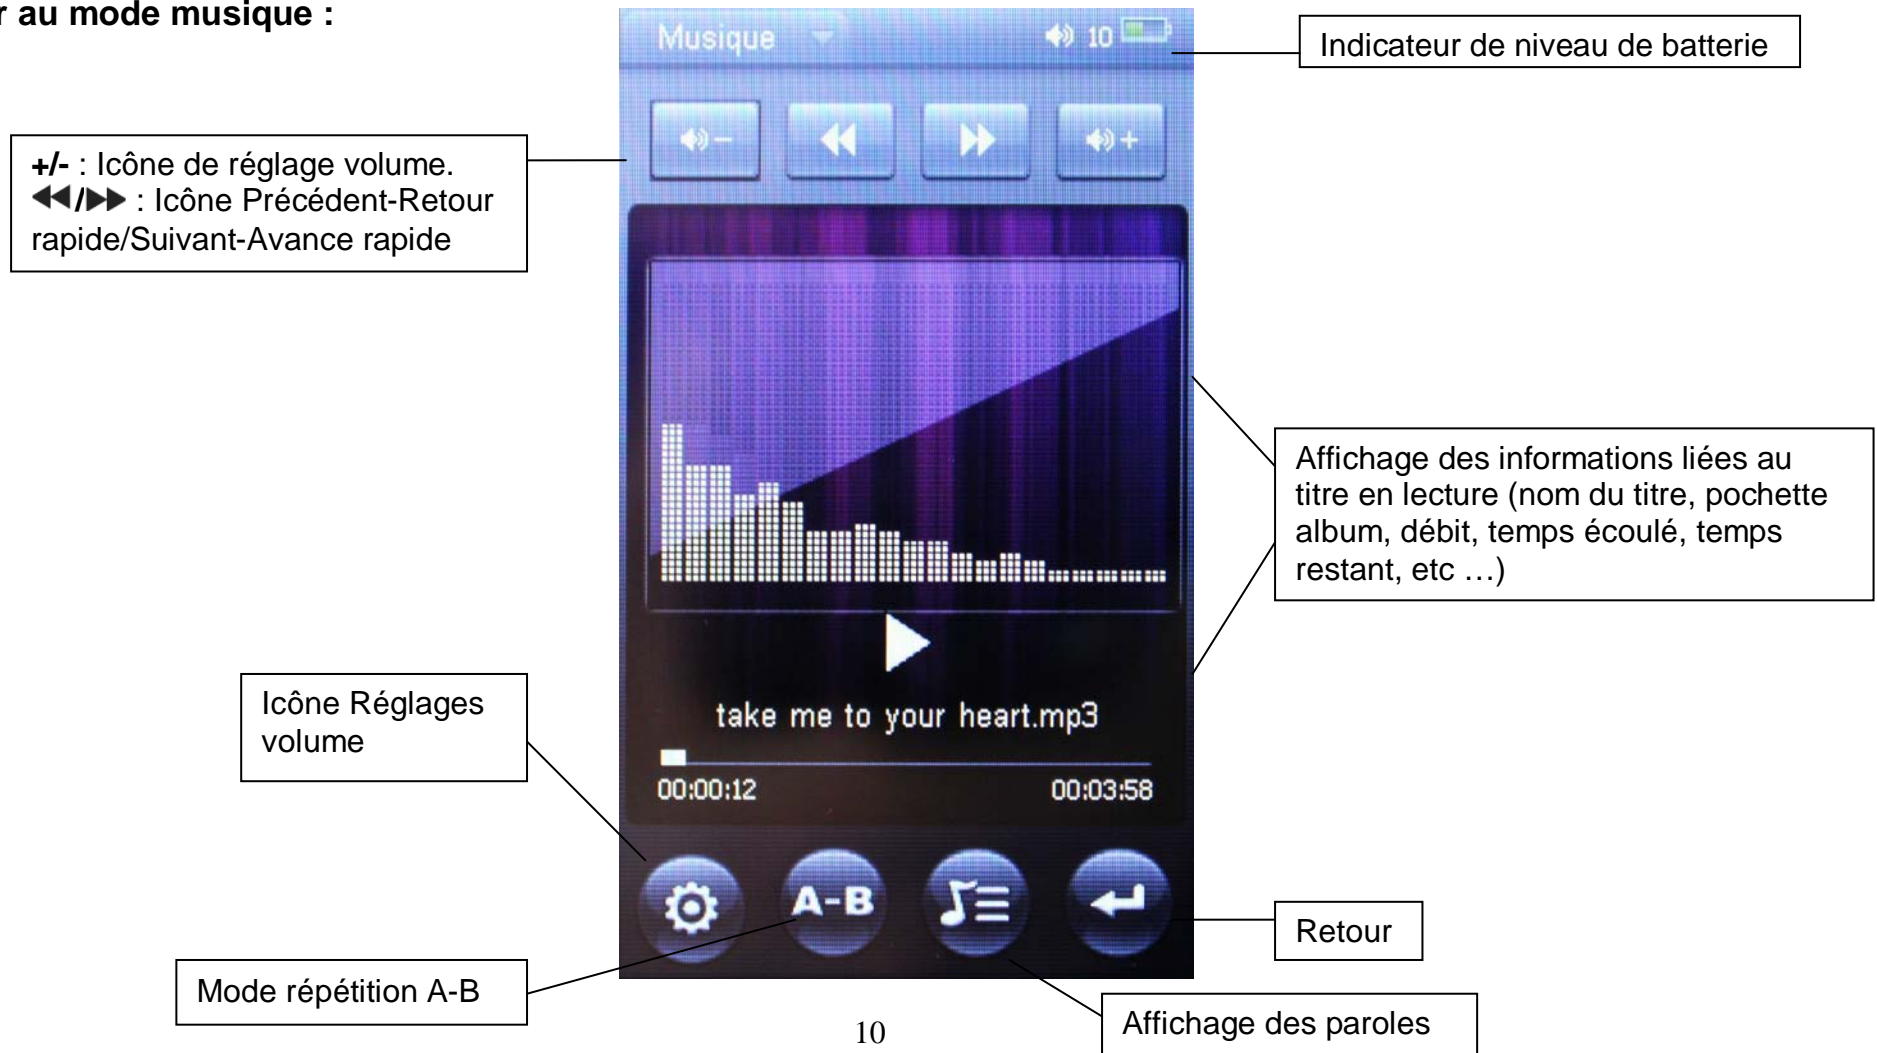 r au mode musique :
Musique
10
Indicateur de niveau de batterie
+/- : Icône de réglage volume.
◀◀/▶▶ : Icône Précédent-Retour
rapide/Suivant-Avance rapide
Affichage des informations liées au
titre en lecture (nom du titre, pochette
album, débit, temps écoulé, temps
restant, etc …)
Icône Réglages
volume
take me to your heart.mp3
00:00:12
00:03:58
A-B
Retour
Mode répétition A-B
Affichage des paroles
10